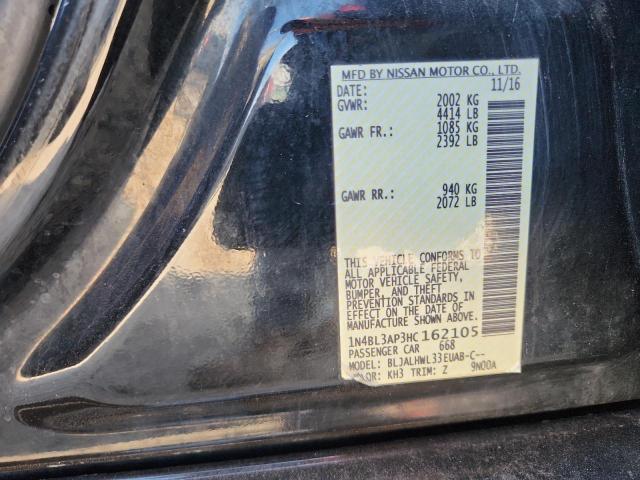 MFD BY NISSAN MOTOR CO., LTD.
DATE: 11/16
GVWR: 2002 KG
4414 LB
GAWR FR.: 1085 KG
2392 LB
GAWR RR.: 940 KG
2072 LB
THIS VEHICLE CONFORMS TO
ALL APPLICABLE FEDERAL
MOTOR VEHICLE SAFETY,
BUMPER, AND THEFT
PREVENTION STANDARDS IN
EFFECT ON THE DATE OF
MANUFACTURE SHOWN ABOVE.
1N4BL3AP3HC162105
PASSENGER CAR 668
MODEL: BLJALHWL33EUAB-C--
COLOR: KH3 TRIM: Z 9N00A